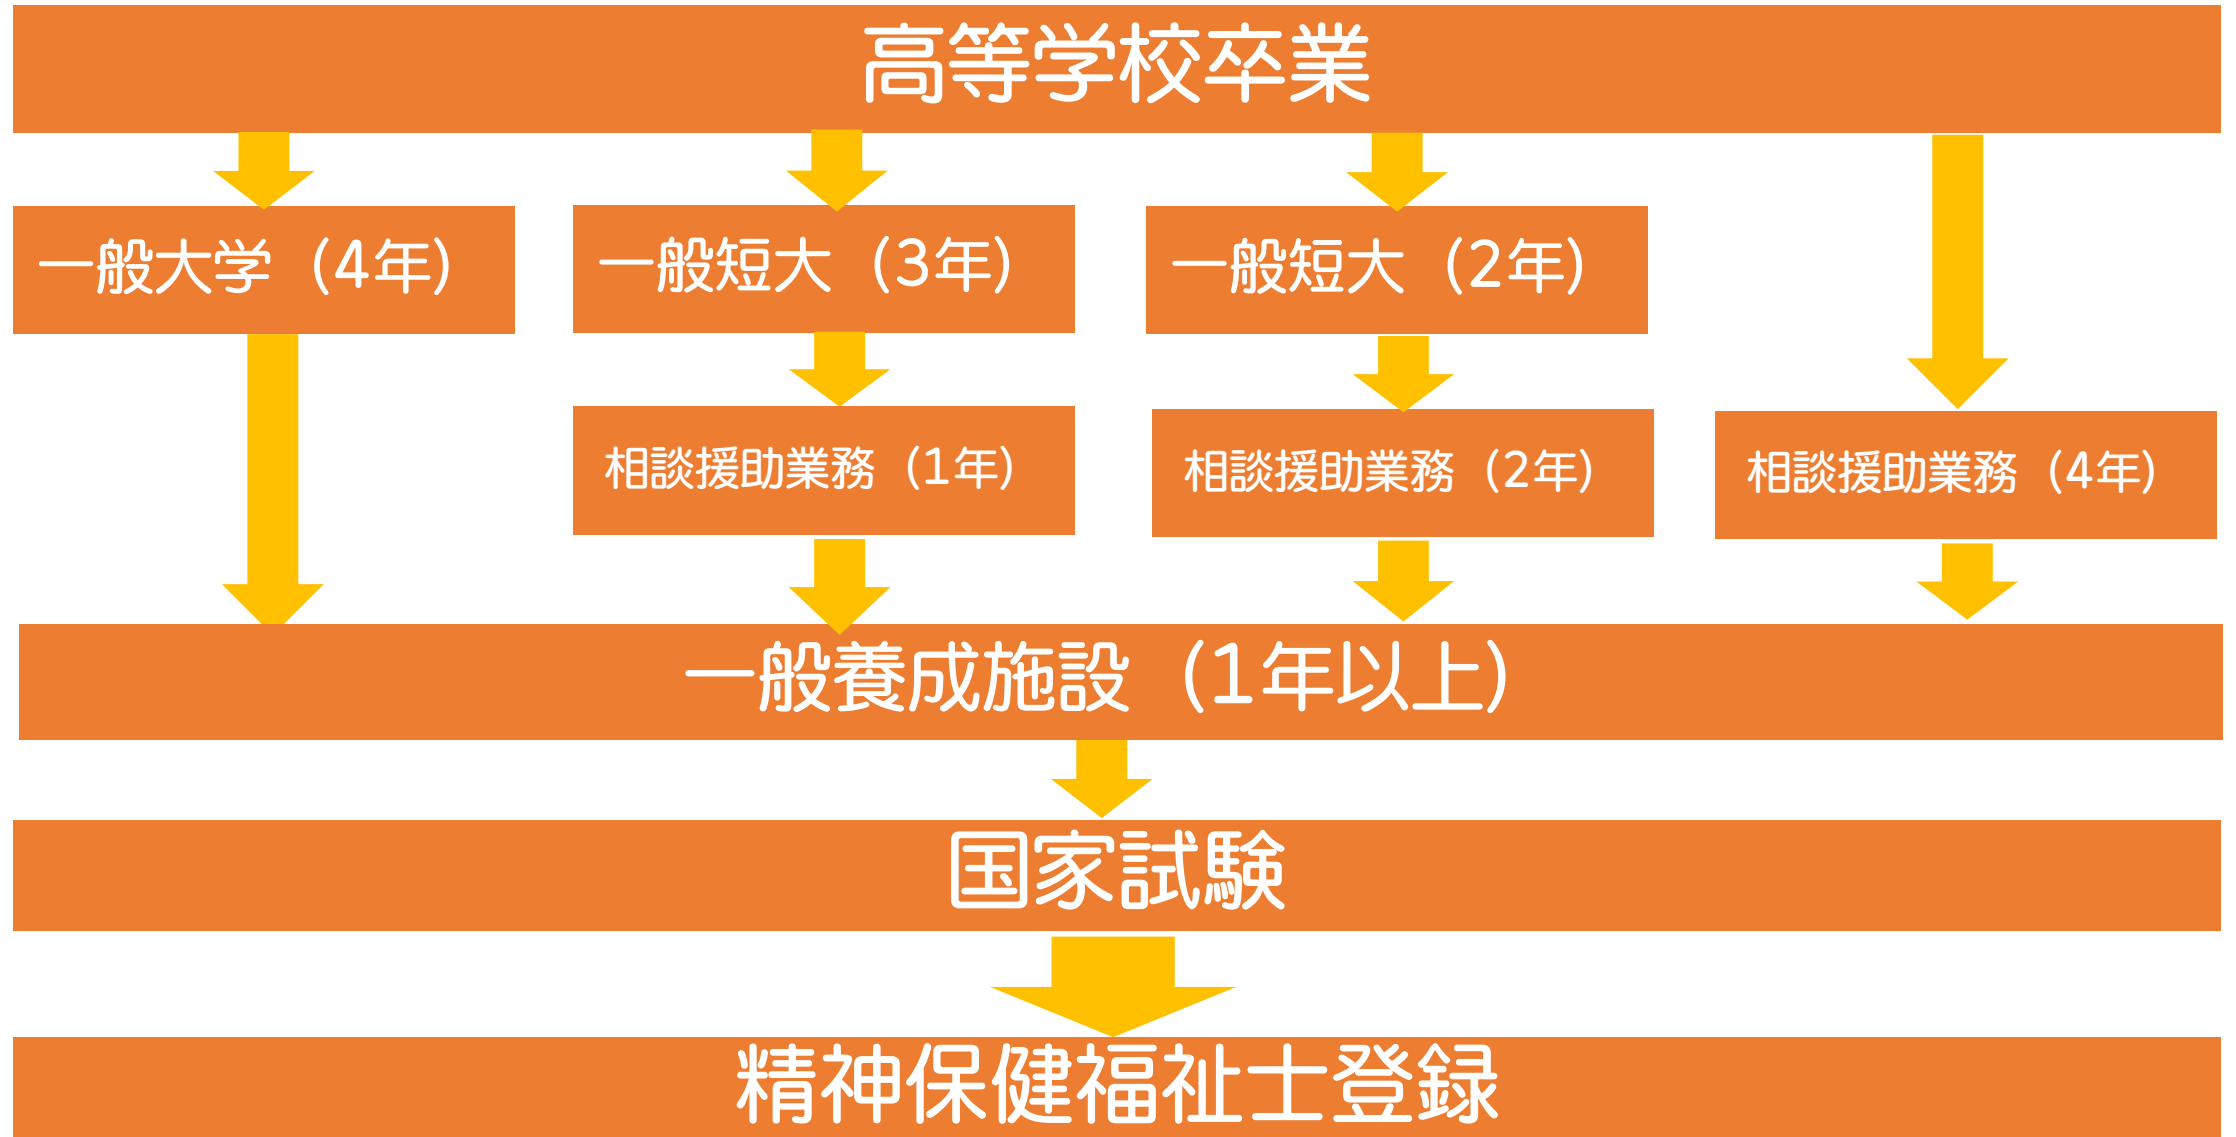 高等学校卒業
一般大学（4年）
一般短大（3年）
一般短大（2年）
相談援助業務（1年）
相談援助業務（2年）
相談援助業務（4年）
一般養成施設（1年以上）
国家試験
精神保健福祉士登録